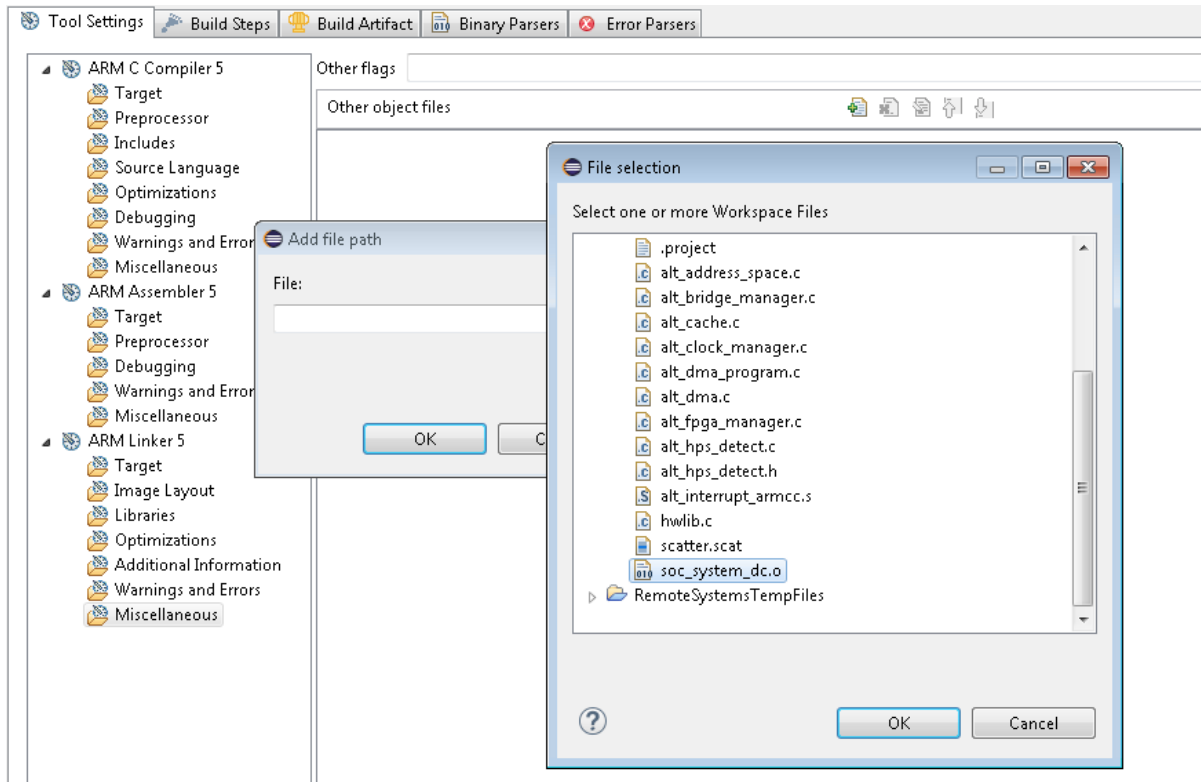 Tool Settings
Build Steps
Build Artifact
Binary Parsers
Error Parsers
ARM C Compiler 5
Target
Preprocessor
Includes
Source Language
Optimizations
Debugging
Warnings and Error
Miscellaneous
ARM Assembler 5
Target
Preprocessor
Debugging
Warnings and Error
Miscellaneous
ARM Linker 5
Target
Image Layout
Libraries
Optimizations
Additional Information
Warnings and Errors
Miscellaneous
Other flags
Other object files
Add file path
File:
OK
C
File selection
Select one or more Workspace Files
.project
alt_address_space.c
alt_bridge_manager.c
alt_cache.c
alt_clock_manager.c
alt_dma_program.c
alt_dma.c
alt_fpga_manager.c
alt_hps_detect.c
alt_hps_detect.h
alt_interrupt_armcc.s
hwlib.c
scatter.scat
soc_system_dc.o
RemoteSystemsTempFiles
OK
Cancel